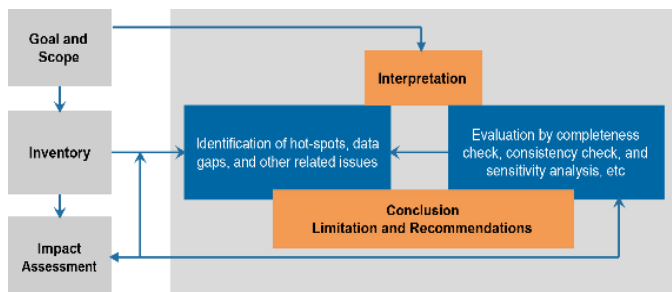 Goal and
Scope
Interpretation
Inventory
Identification of hot-spots, data
gaps, and other related issues
Evaluation by completeness
check, consistency check, and
sensitivity analysis, etc
Conclusion
Limitation and Recommendations
Impact
Assessment